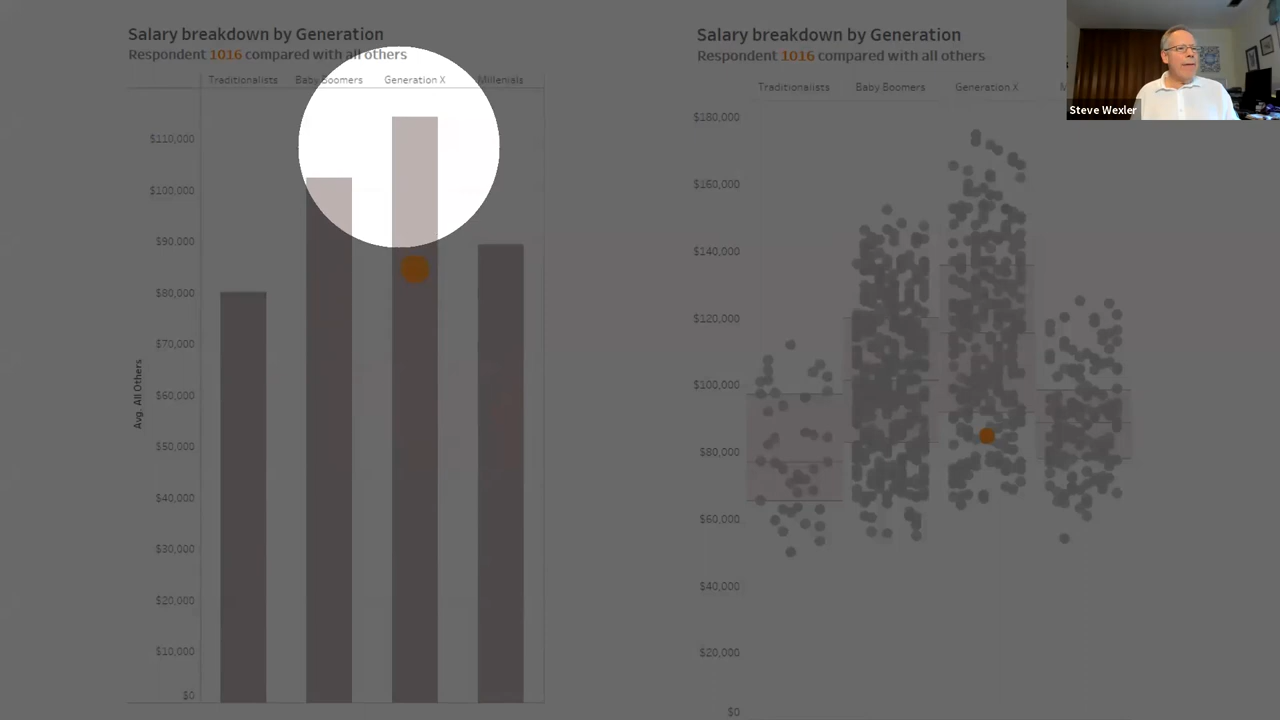 Salary breakdown by Generation
Respondent 1016 compared with all others
Traditionalists Baby Boomers Generation X Millenials
$110,000
$100,000
$90,000
$80,000
$70,000
$60,000
$50,000
$40,000
$30,000
$20,000
$10,000
$0
Avg. All Others
Salary breakdown by Generation
Respondent 1016 compared with all others
Traditionalists Baby Boomers Generation X
$180,000
$160,000
$140,000
$120,000
$100,000
$80,000
$60,000
$40,000
$20,000
$0
Steve Wexler